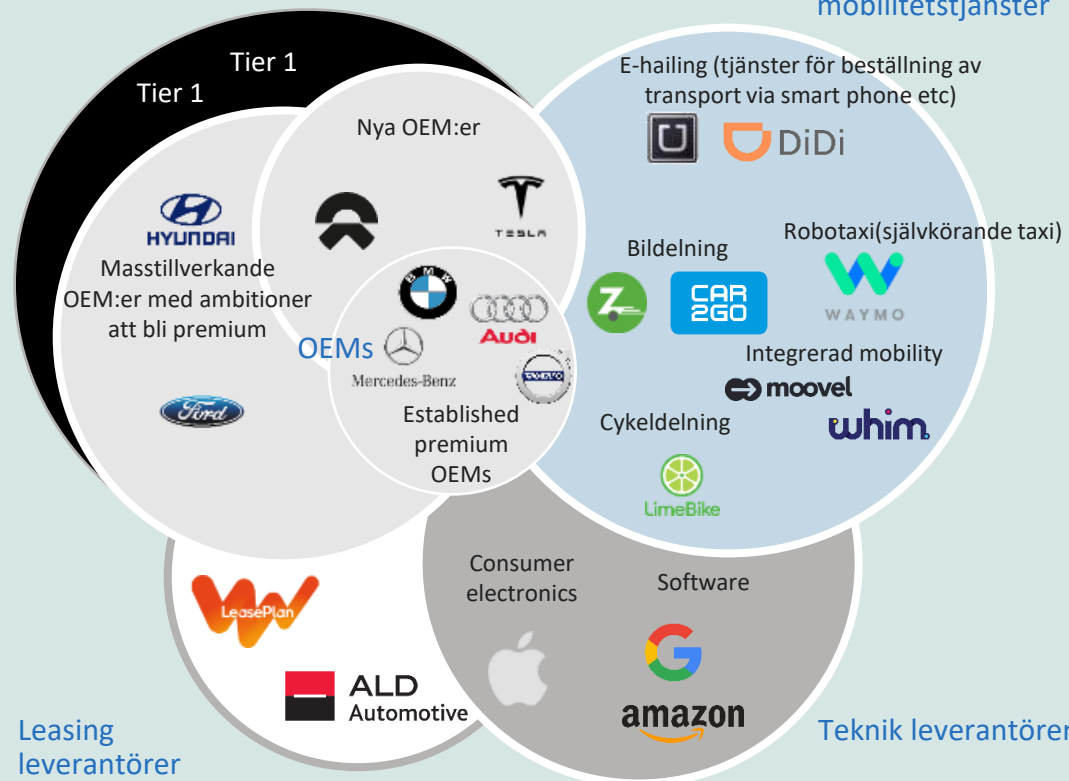 mobilitetstjänster
Tier 1
Tier 1
E-hailing (tjänster för beställning av
transport via smart phone etc)
U
DiDi
Nya OEM:er
TESLA
HYUNDAI
Masstillverkande
OEM:er med ambitioner
att bli premium
Ford
OEMs
BMW
Audi
Mercedes-Benz
VOLVO
Established
premium
OEMs
Bildelning
Z
CAR
2GO
Robotaxi(självkörande taxi)
WAYMO
Integrerad mobility
moovel
whim
Cykeldelning
LimeBike
LeasePlan
ALD
Automotive
Consumer
electronics
Software
G
amazon
Leasing
leverantörer
Teknik leverantörer